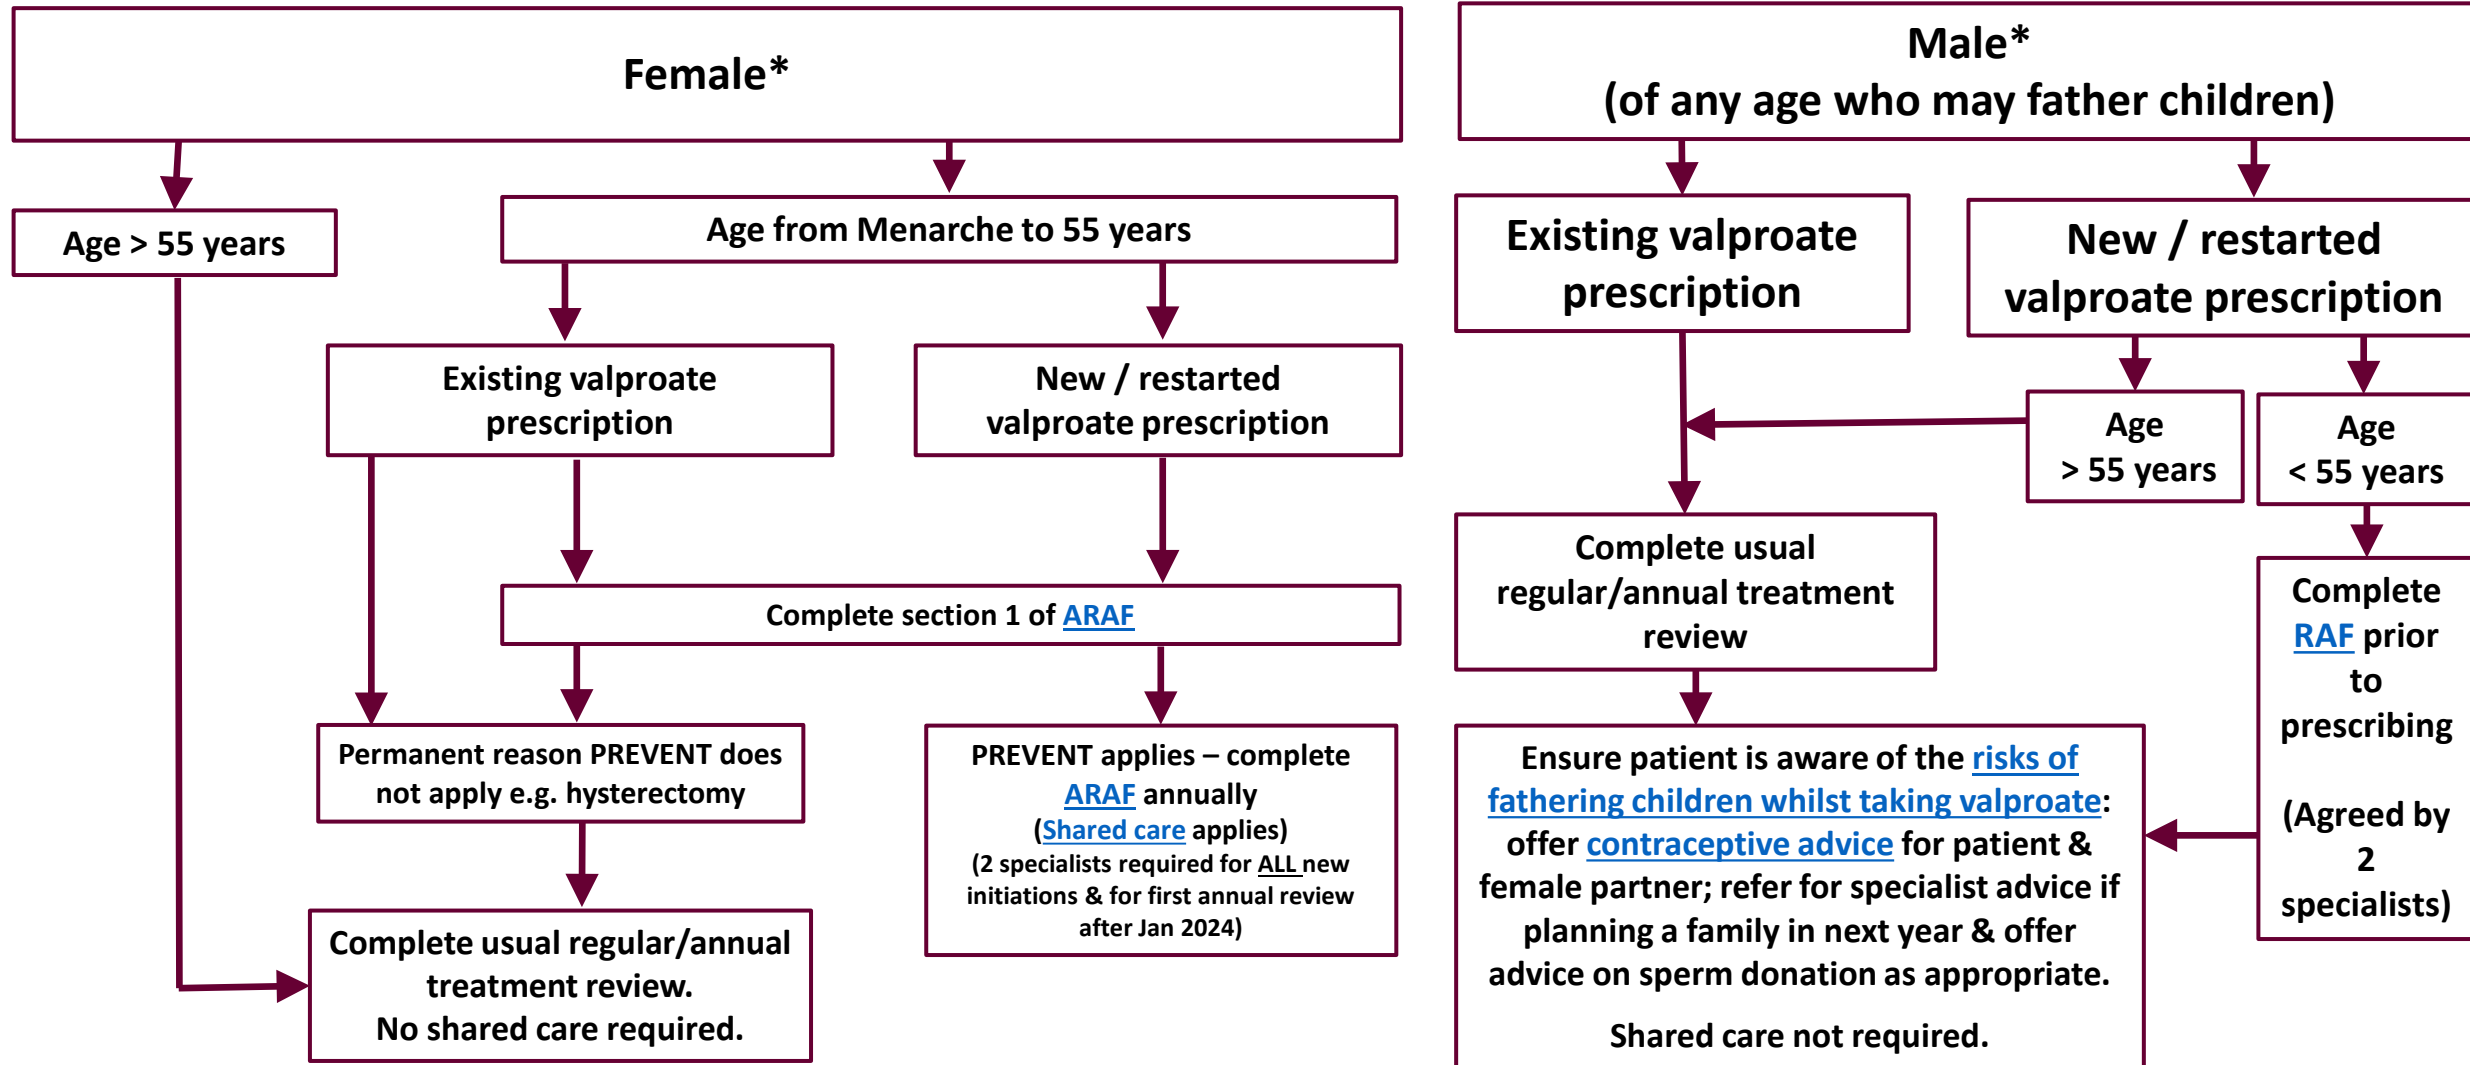 Female*
Age > 55 years
Age from Menarche to 55 years
Existing valproate
prescription
New / restarted
valproate prescription
Complete section 1 of ARAF
Permanent reason PREVENT does
not apply e.g. hysterectomy
PREVENT applies – complete
ARAF annually
(Shared care applies)
(2 specialists required for ALL new
initiations & for first annual review
after Jan 2024)
Complete usual regular/annual
treatment review.
No shared care required.
Male*
(of any age who may father children)
Existing valproate
prescription
New / restarted
valproate prescription
Age
> 55 years
Age
< 55 years
Complete usual
regular/annual treatment
review
Complete
RAF prior
to
prescribing
(Agreed by
2
specialists)
Ensure patient is aware of the risks of
fathering children whilst taking valproate:
offer contraceptive advice for patient &
female partner; refer for specialist advice if
planning a family in next year & offer
advice on sperm donation as appropriate.
Shared care not required.